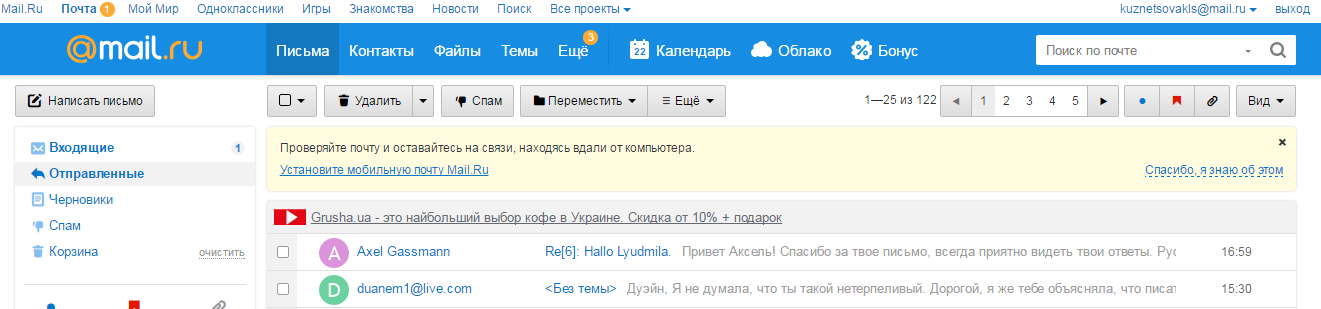 Mail.Ru Почта 1 Мой Мир Одноклассники Игры Знакомства Новости Поиск Все проекты kuznetsovakls@mail.ru выход
@mail.ru Письма Контакты Файлы Темы Ещё 3 22 Календарь Облако % Бонус Поиск по почте
Написать письмо Удалить Спам Переместить Ещё 1—25 из 122 1 2 3 4 5 Вид
Входящие 1
Отправленные
Черновики
Спам
Корзина очистить
Проверяйте почту и оставайтесь на связи, находясь вдали от компьютера.
Установите мобильную почту Mail.Ru Спасибо, я знаю об этом
Grusha.ua - это найбольший выбор кофе в Украине. Скидка от 10% + подарок
A Axel Gassmann Re[6]: Hallo Lyudmila. Привет Аксель! Спасибо за твое письмо, всегда приятно видеть твои ответы. Рус
D duanem1@live.com <Без темы> Дуэйн, Я не думала, что ты такой нетерпеливый. Дорогой, я же тебе объясняла, что писат
16:59
15:30